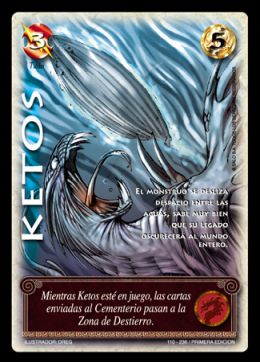 3
5
KETOS
EL MONSTRUO SE DESLIZA
DESPACIO ENTRE LAS
AGUAS, SABE MUY BIEN
QUE SU LEGADO
OSCURECERÁ AL MUNDO
ENTERO.
Mientras Ketos esté en juego, las cartas
enviadas al Cementerio pasan a la
Zona de Destierro.
ILUSTRADOR: OREG
110 - 236 / PRIMERA EDICION